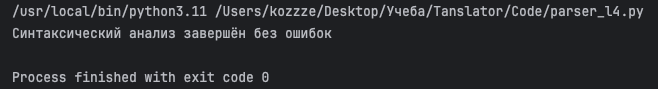 /usr/local/bin/python3.11 /Users/kozzze/Desktop/Учеба/Tanslator/Code/parser_l4.py
Синтаксический анализ завершён без ошибок
Process finished with exit code 0